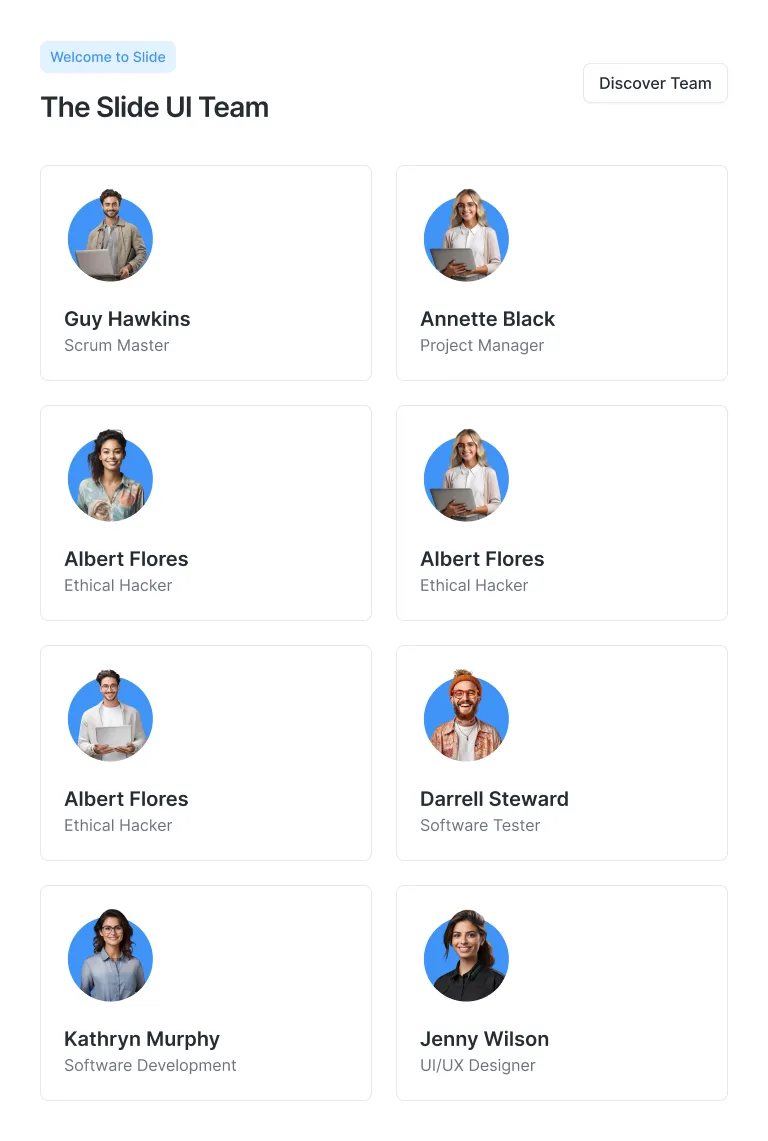 Welcome to Slide
The Slide UI Team
Discover Team
Guy Hawkins
Scrum Master
Annette Black
Project Manager
Albert Flores
Ethical Hacker
Albert Flores
Ethical Hacker
Albert Flores
Ethical Hacker
Darrell Steward
Software Tester
Kathryn Murphy
Software Development
Jenny Wilson
UI/UX Designer